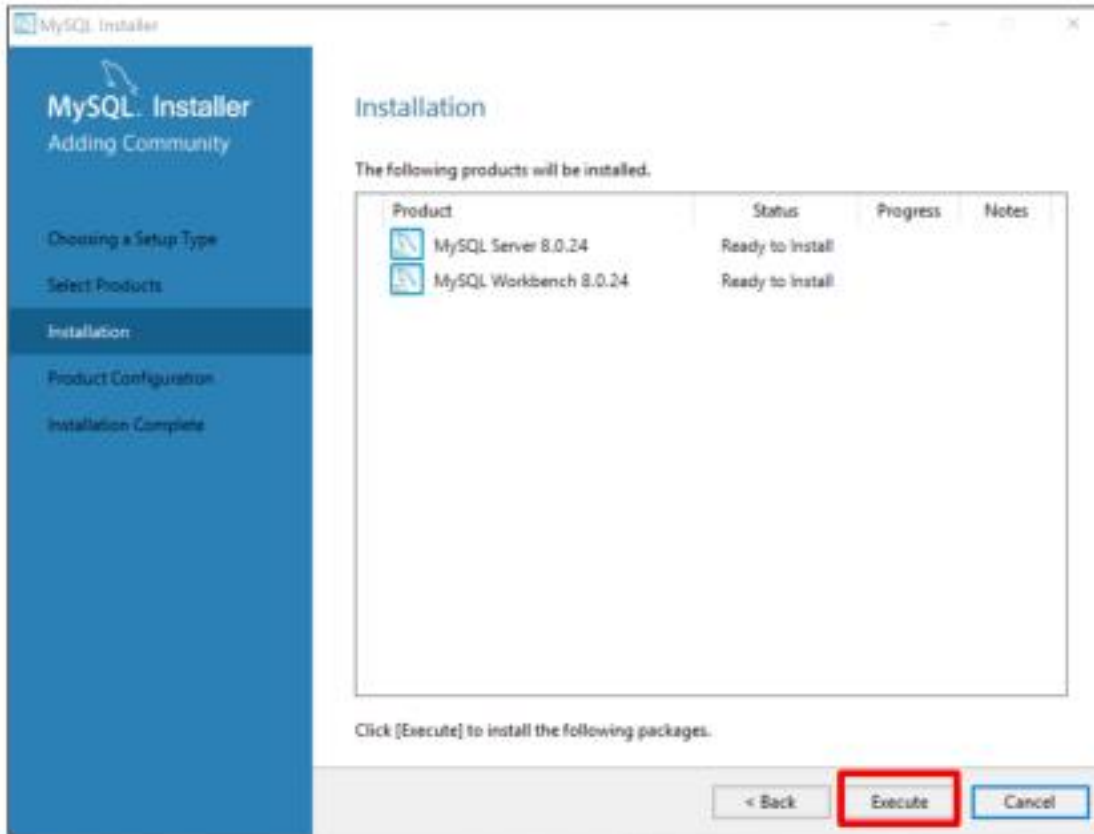 MySQL Installer
MySQL. Installer
Adding Community
Choosing a Setup Type
Select Products
Installation
Product Configuration
Installation Complete
Installation
The following products will be installed.
Product Status Progress Notes
MySQL Server 8.0.24 Ready to Install
MySQL Workbench 8.0.24 Ready to Install
Click [Execute] to install the following packages.
< Back Execute Cancel